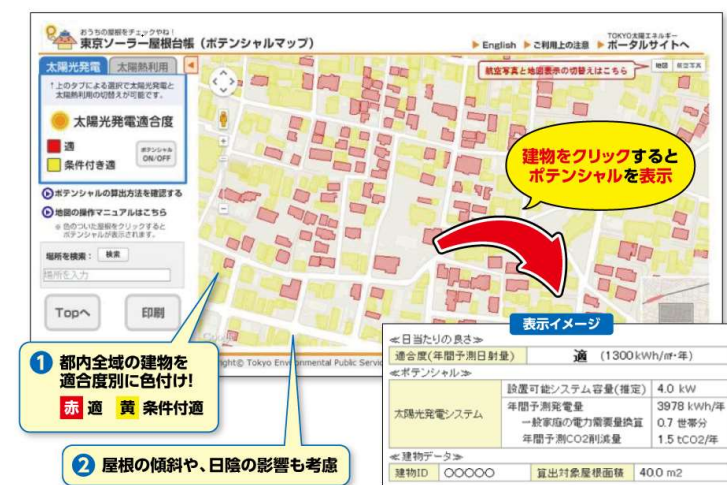 おうちの屋根をチェックやね！
東京ソーラー屋根台帳（ポテンシャルマップ）
English
ご利用上の注意
TOKYO太陽エネルギー
ポータルサイトへ
太陽光発電
太陽熱利用
↑上のタブによる選択で太陽光発電と
太陽熱利用の切替えが可能です。
太陽光発電適合度
適
条件付き適
ポテンシャル
ON/OFF
ポテンシャルの算出方法を確認する
地図の操作マニュアルはこちら
※色のついた屋根をクリックすると
ポテンシャルが表示されます。
場所を検索：
検索
場所を入力
Topへ
印刷
航空写真と地図表示の切替えはこちら
地図
航空写真
建物をクリックすると
ポテンシャルを表示
1 都内全域の建物を
適合度別に色付け!
赤 適 黄 条件付適
2 屋根の傾斜や、日陰の影響も考慮
ght© Tokyo Environmental Public Servic
表示イメージ
≪日当たりの良さ≫
適合度(年間予測日射量) 適 (1300kWh/㎡・年)
≪ポテンシャル≫
太陽光発電システム
設置可能システム容量(推定) 4.0 kW
年間予測発電量 3978 kWh/年
一般家庭の電力需要量換算 0.7 世帯分
年間予測CO2削減量 1.5 tCO2/年
≪建物データ≫
建物ID ○○○○○ 算出対象屋根面積 40.0 m2